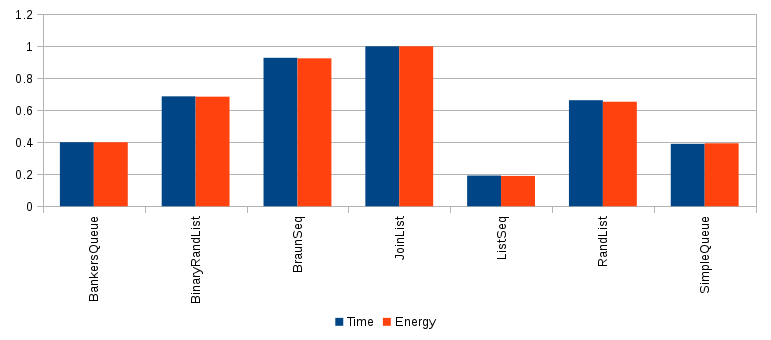 1.2
1
0.8
0.6
0.4
0.2
0
BankersQueue
BinaryRandList
BraunSeq
JoinList
ListSeq
RandList
SimpleQueue
Time
Energy